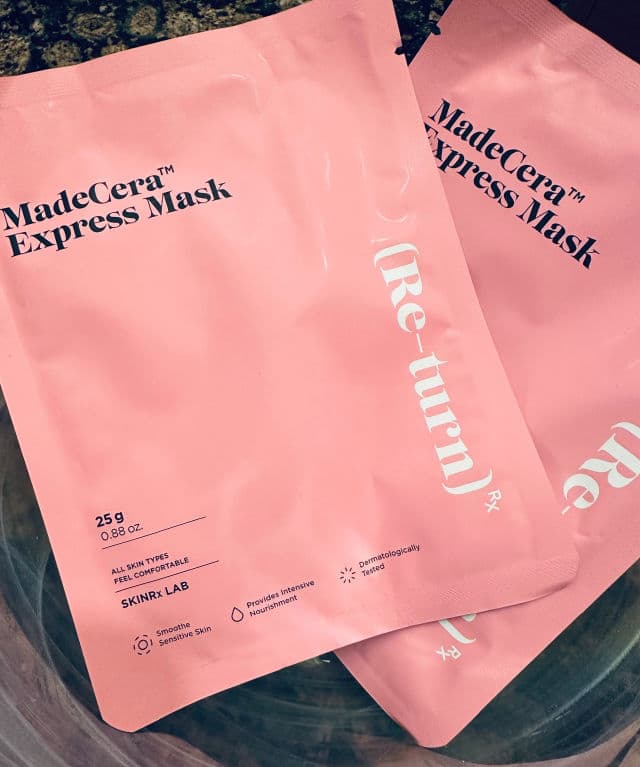 MadeCera™
Express Mask
(Re-turn)Rx
25 g
0.88 oz.
ALL SKIN TYPES
FEEL COMFORTABLE
SKINRx LAB
Smoothe
Sensitive Skin
Provides Intensive
Nourishment
Dermatologically
Tested
MadeCera™
Express Mask
(Re-
n)Rx